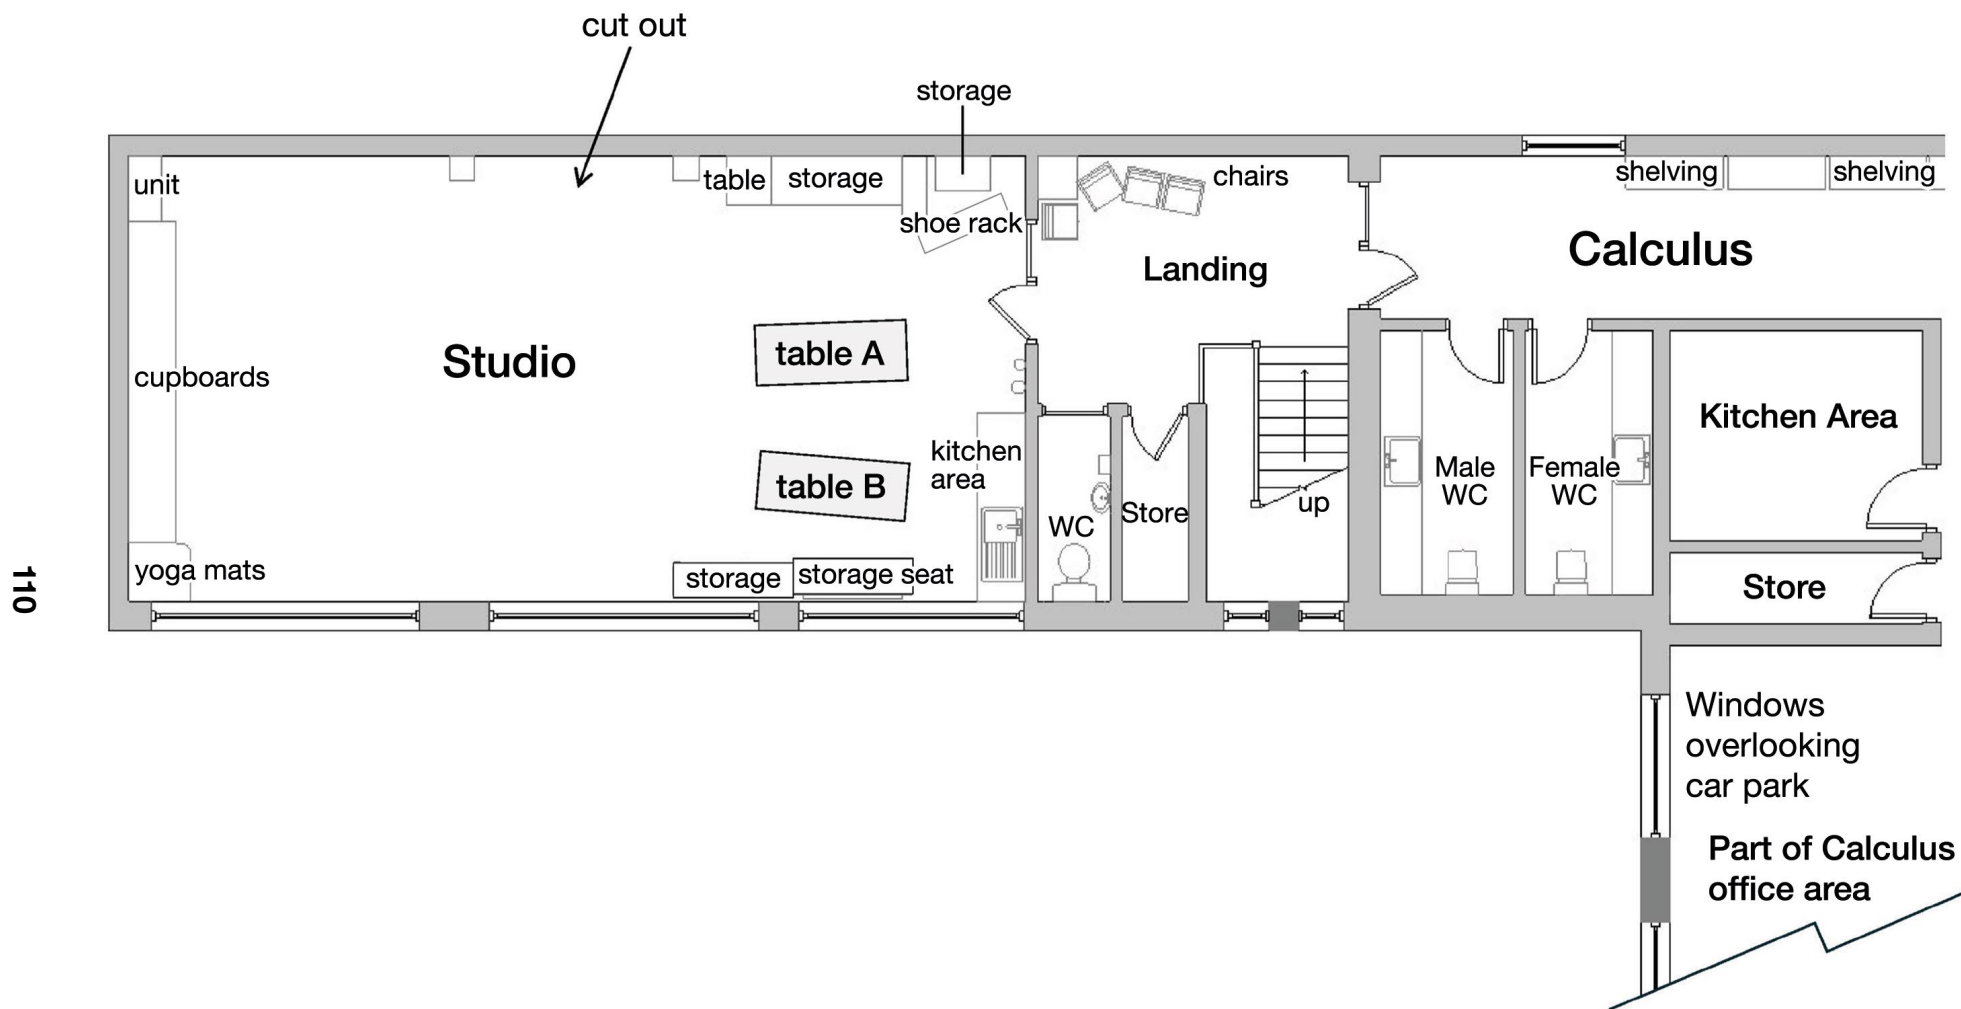 cut out
storage
unit
table
storage
shoe rack
chairs
shelving
shelving
Landing
Calculus
Studio
cupboards
table A
table B
kitchen
area
yoga mats
storage
storage seat
WC
Store
up
Male
WC
Female
WC
Kitchen Area
Store
110
Windows
overlooking
car park
Part of Calculus
office area